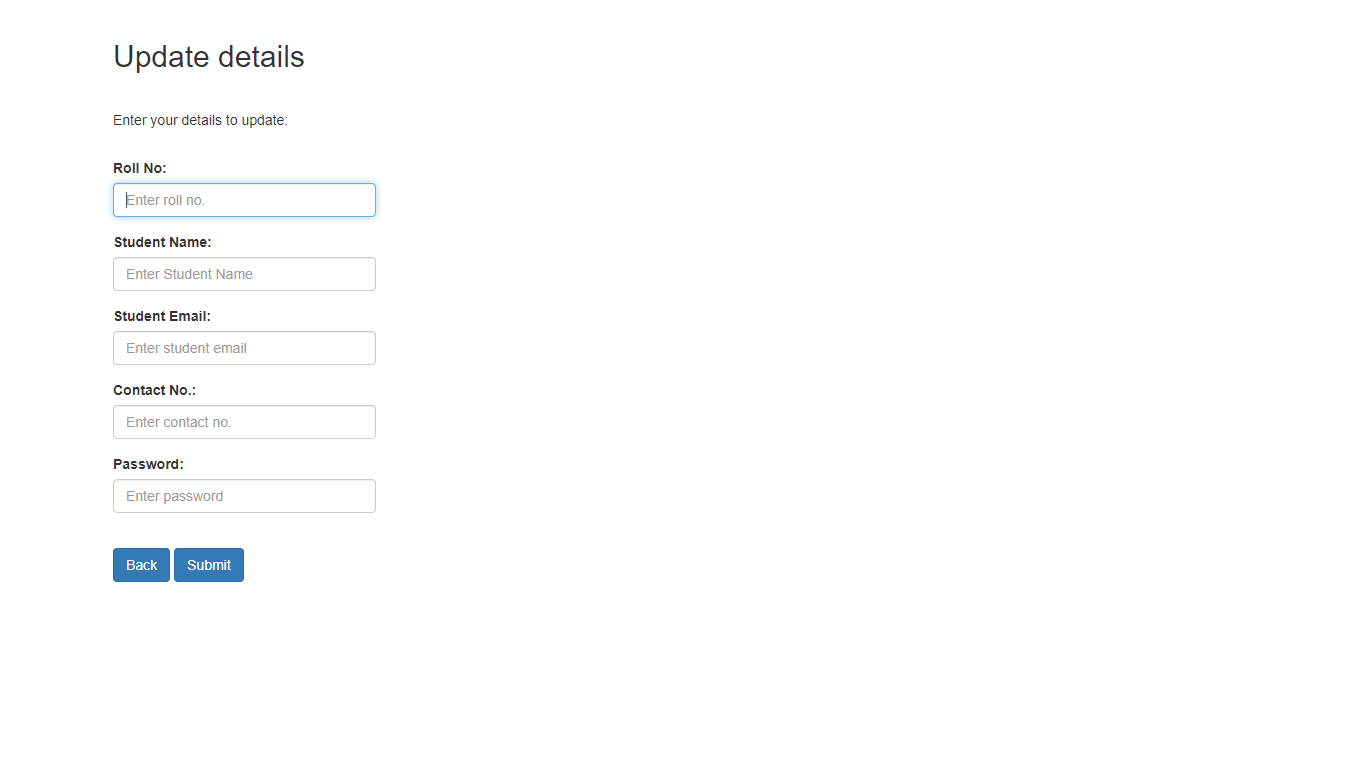 Update details
Enter your details to update:
Roll No:
Enter roll no.
Student Name:
Enter Student Name
Student Email:
Enter student email
Contact No.:
Enter contact no.
Password:
Enter password
Back Submit